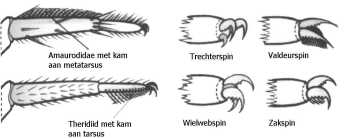 Amaurodidae met kam
aan metatarsus
Trechterspin
Valdeurspin
Theridiid met kam
aan tarsus
Wielwebspin
Zakspin